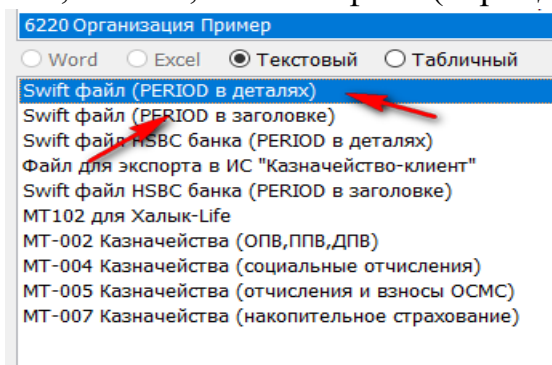 6220 Организация Пример
Word Excel Текстовый Табличный
Swift файл (PERIOD в деталях)
Swift файл (PERIOD в заголовке)
Swift файл HSBC банка (PERIOD в деталях)
Файл для экспорта в ИС "Казначейство-клиент"
Swift файл HSBC банка (PERIOD в заголовке)
МТ102 для Халык-Life
МТ-002 Казначейства (ОПВ,ППВ,ДПВ)
МТ-004 Казначейства (социальные отчисления)
МТ-005 Казначейства (отчисления и взносы ОСМС)
МТ-007 Казначейства (накопительное страхование)